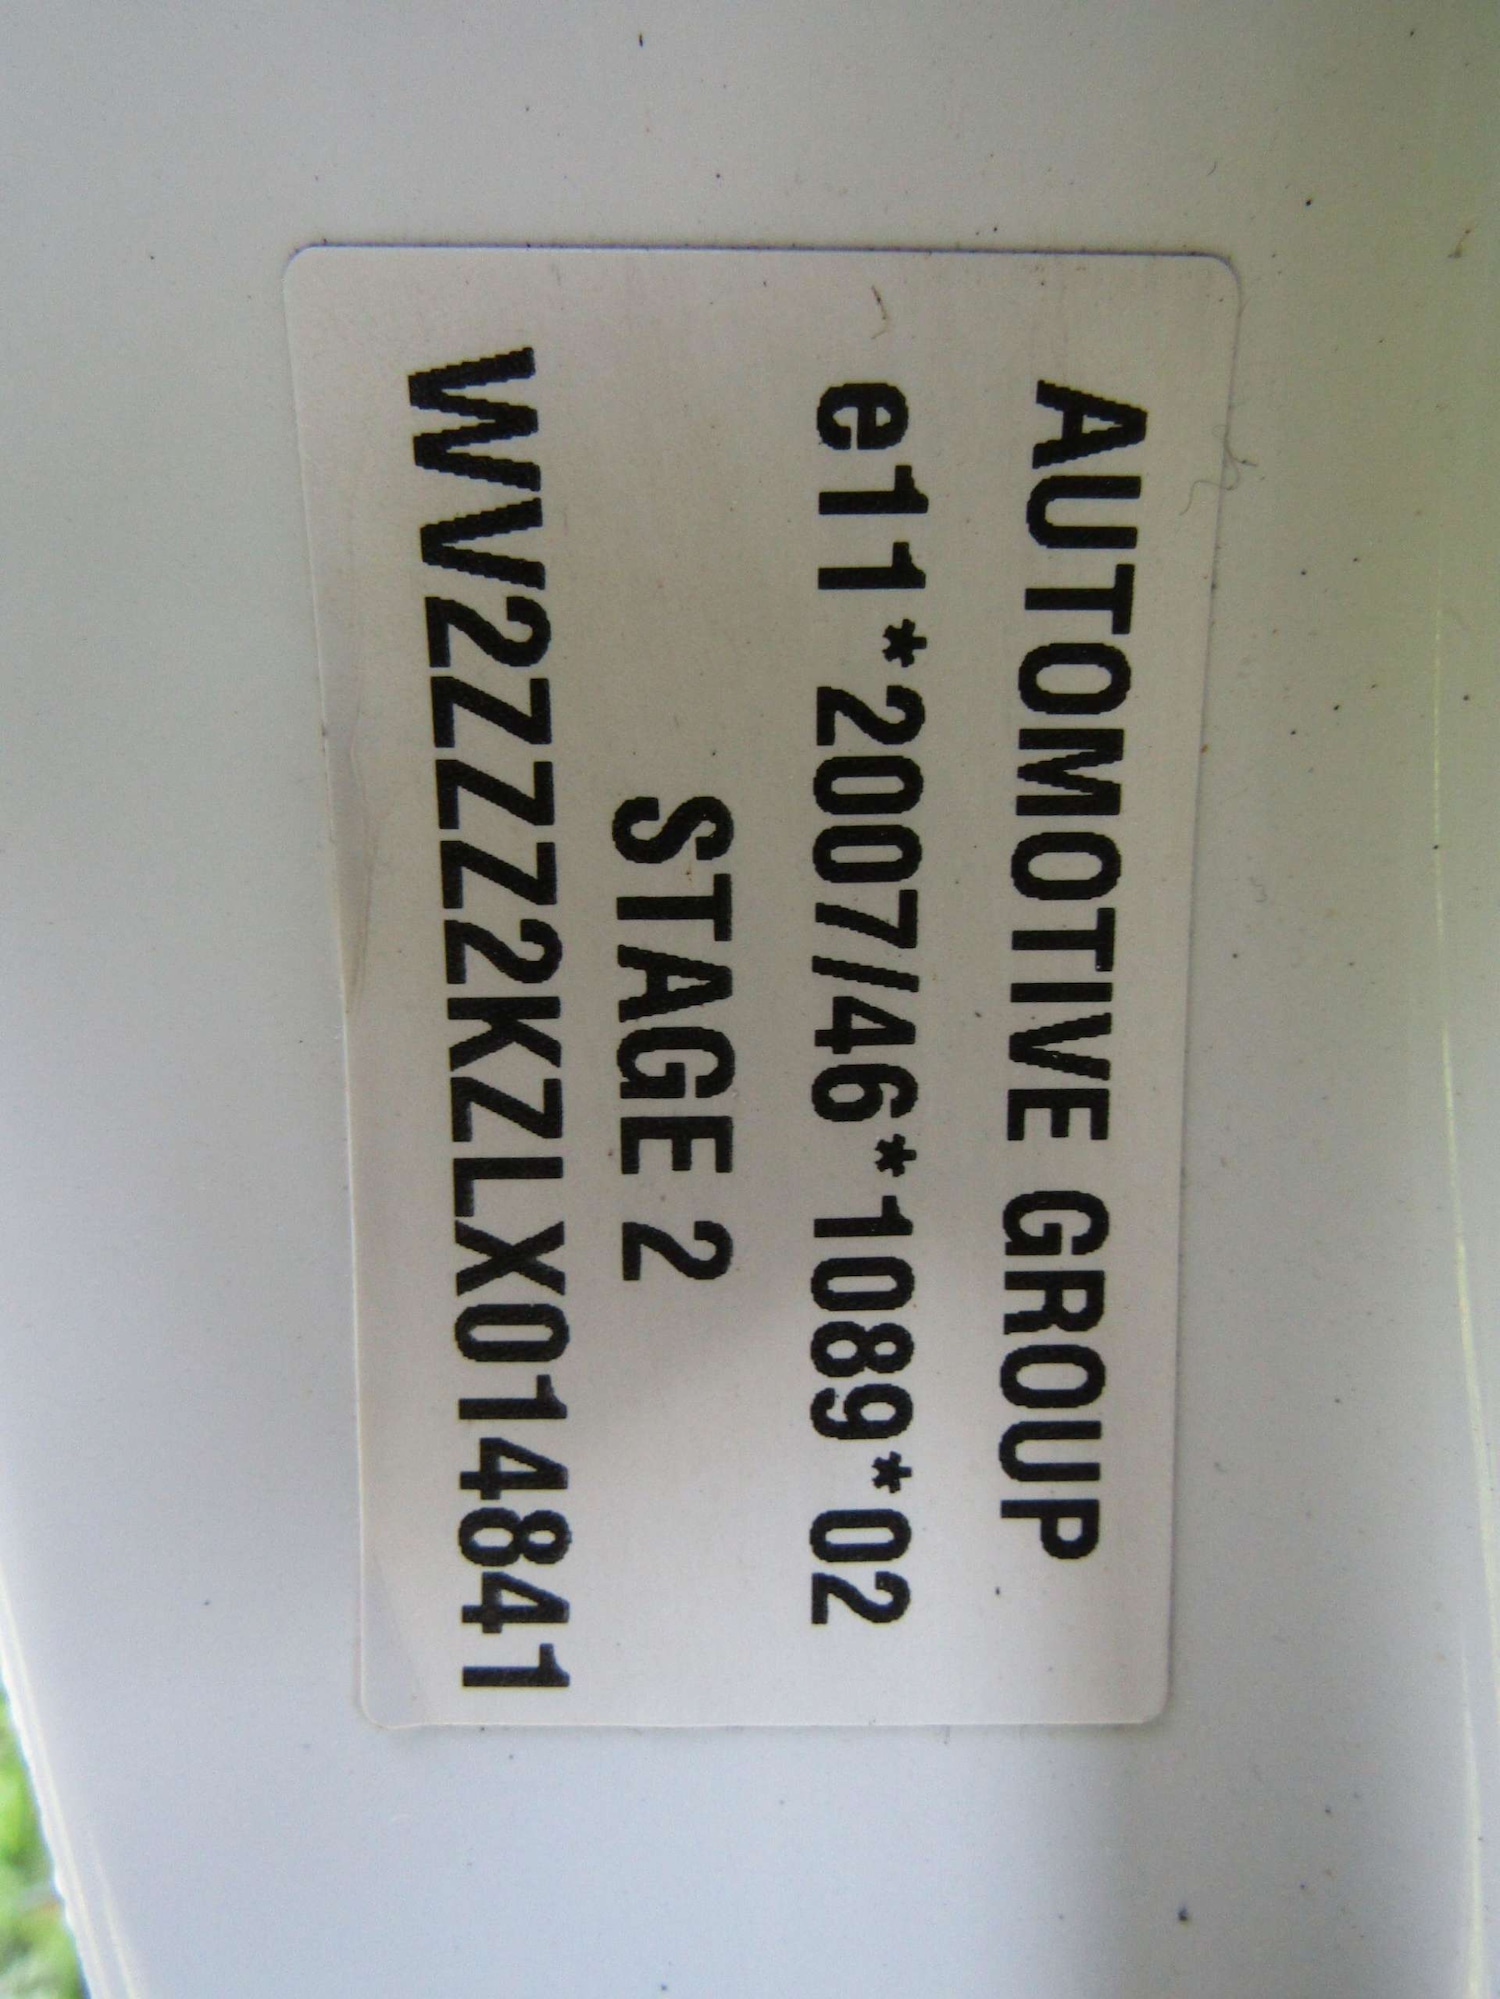 AUTOMOTIVE GROUP
e11*2007/46*1089*02
STAGE 2
WV2ZZZ2KZLX014841